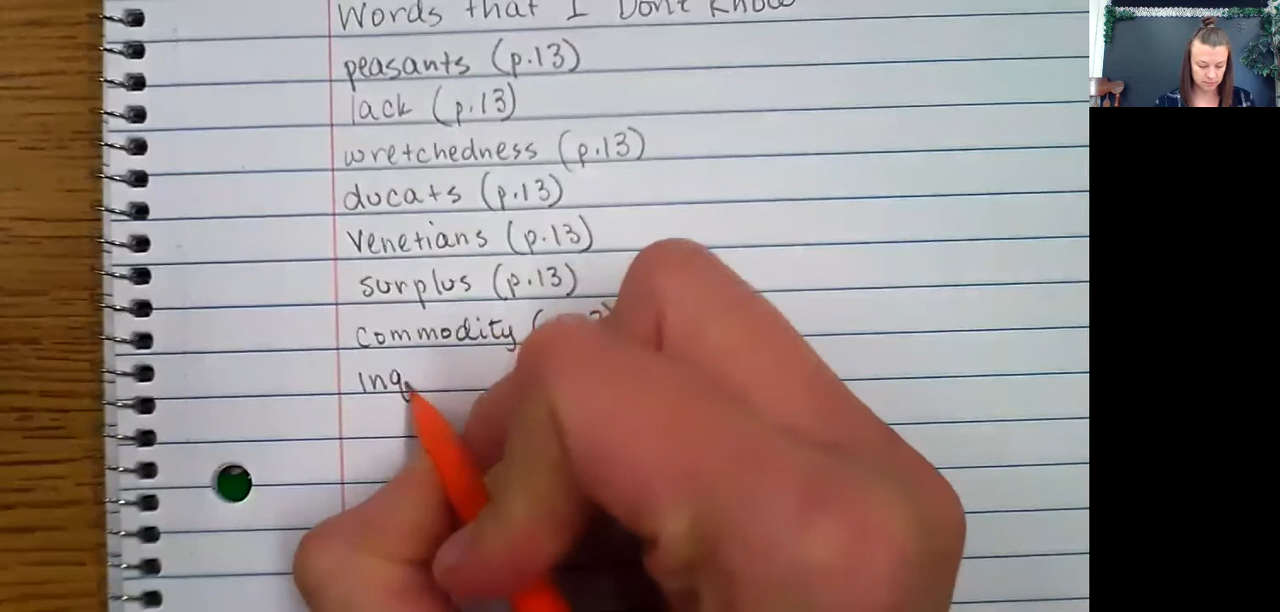 Words that I Don't Know
peasants (p.13)
lack (p.13)
wretchedness (p.13)
ducats (p.13)
Venetians (p.13)
surplus (p.13)
commodity